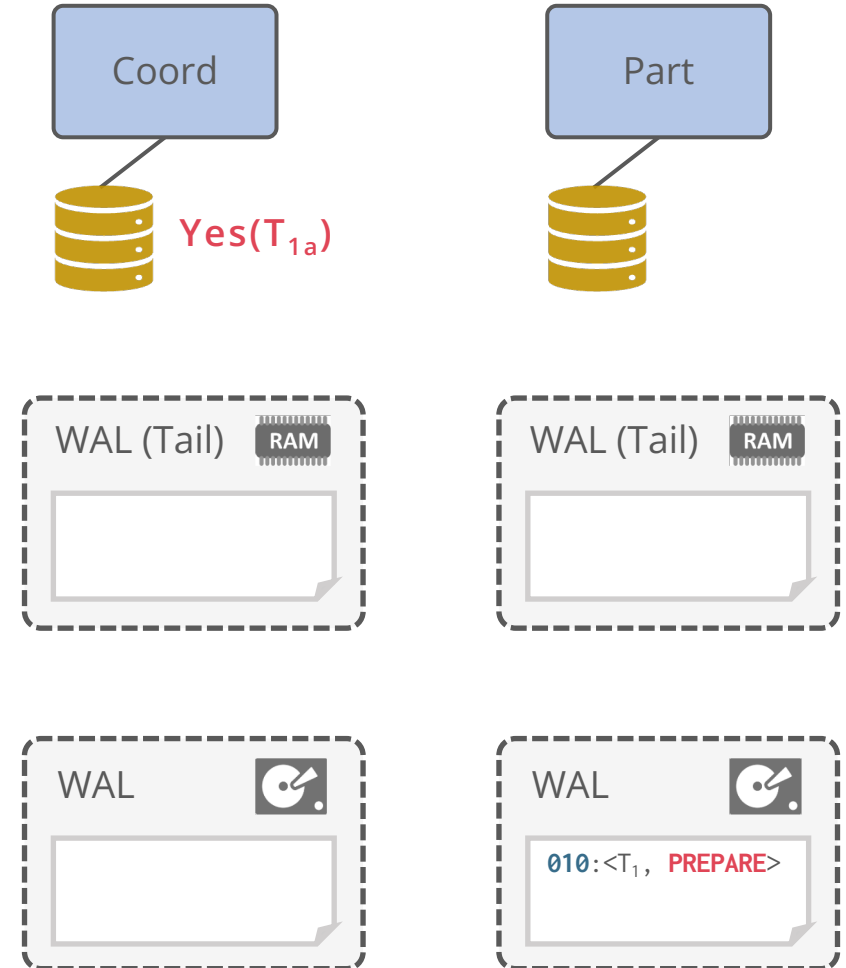 Coord
Part
Yes(T1a)
WAL (Tail)
RAM
WAL (Tail)
RAM
WAL
WAL
010:<T1, PREPARE>